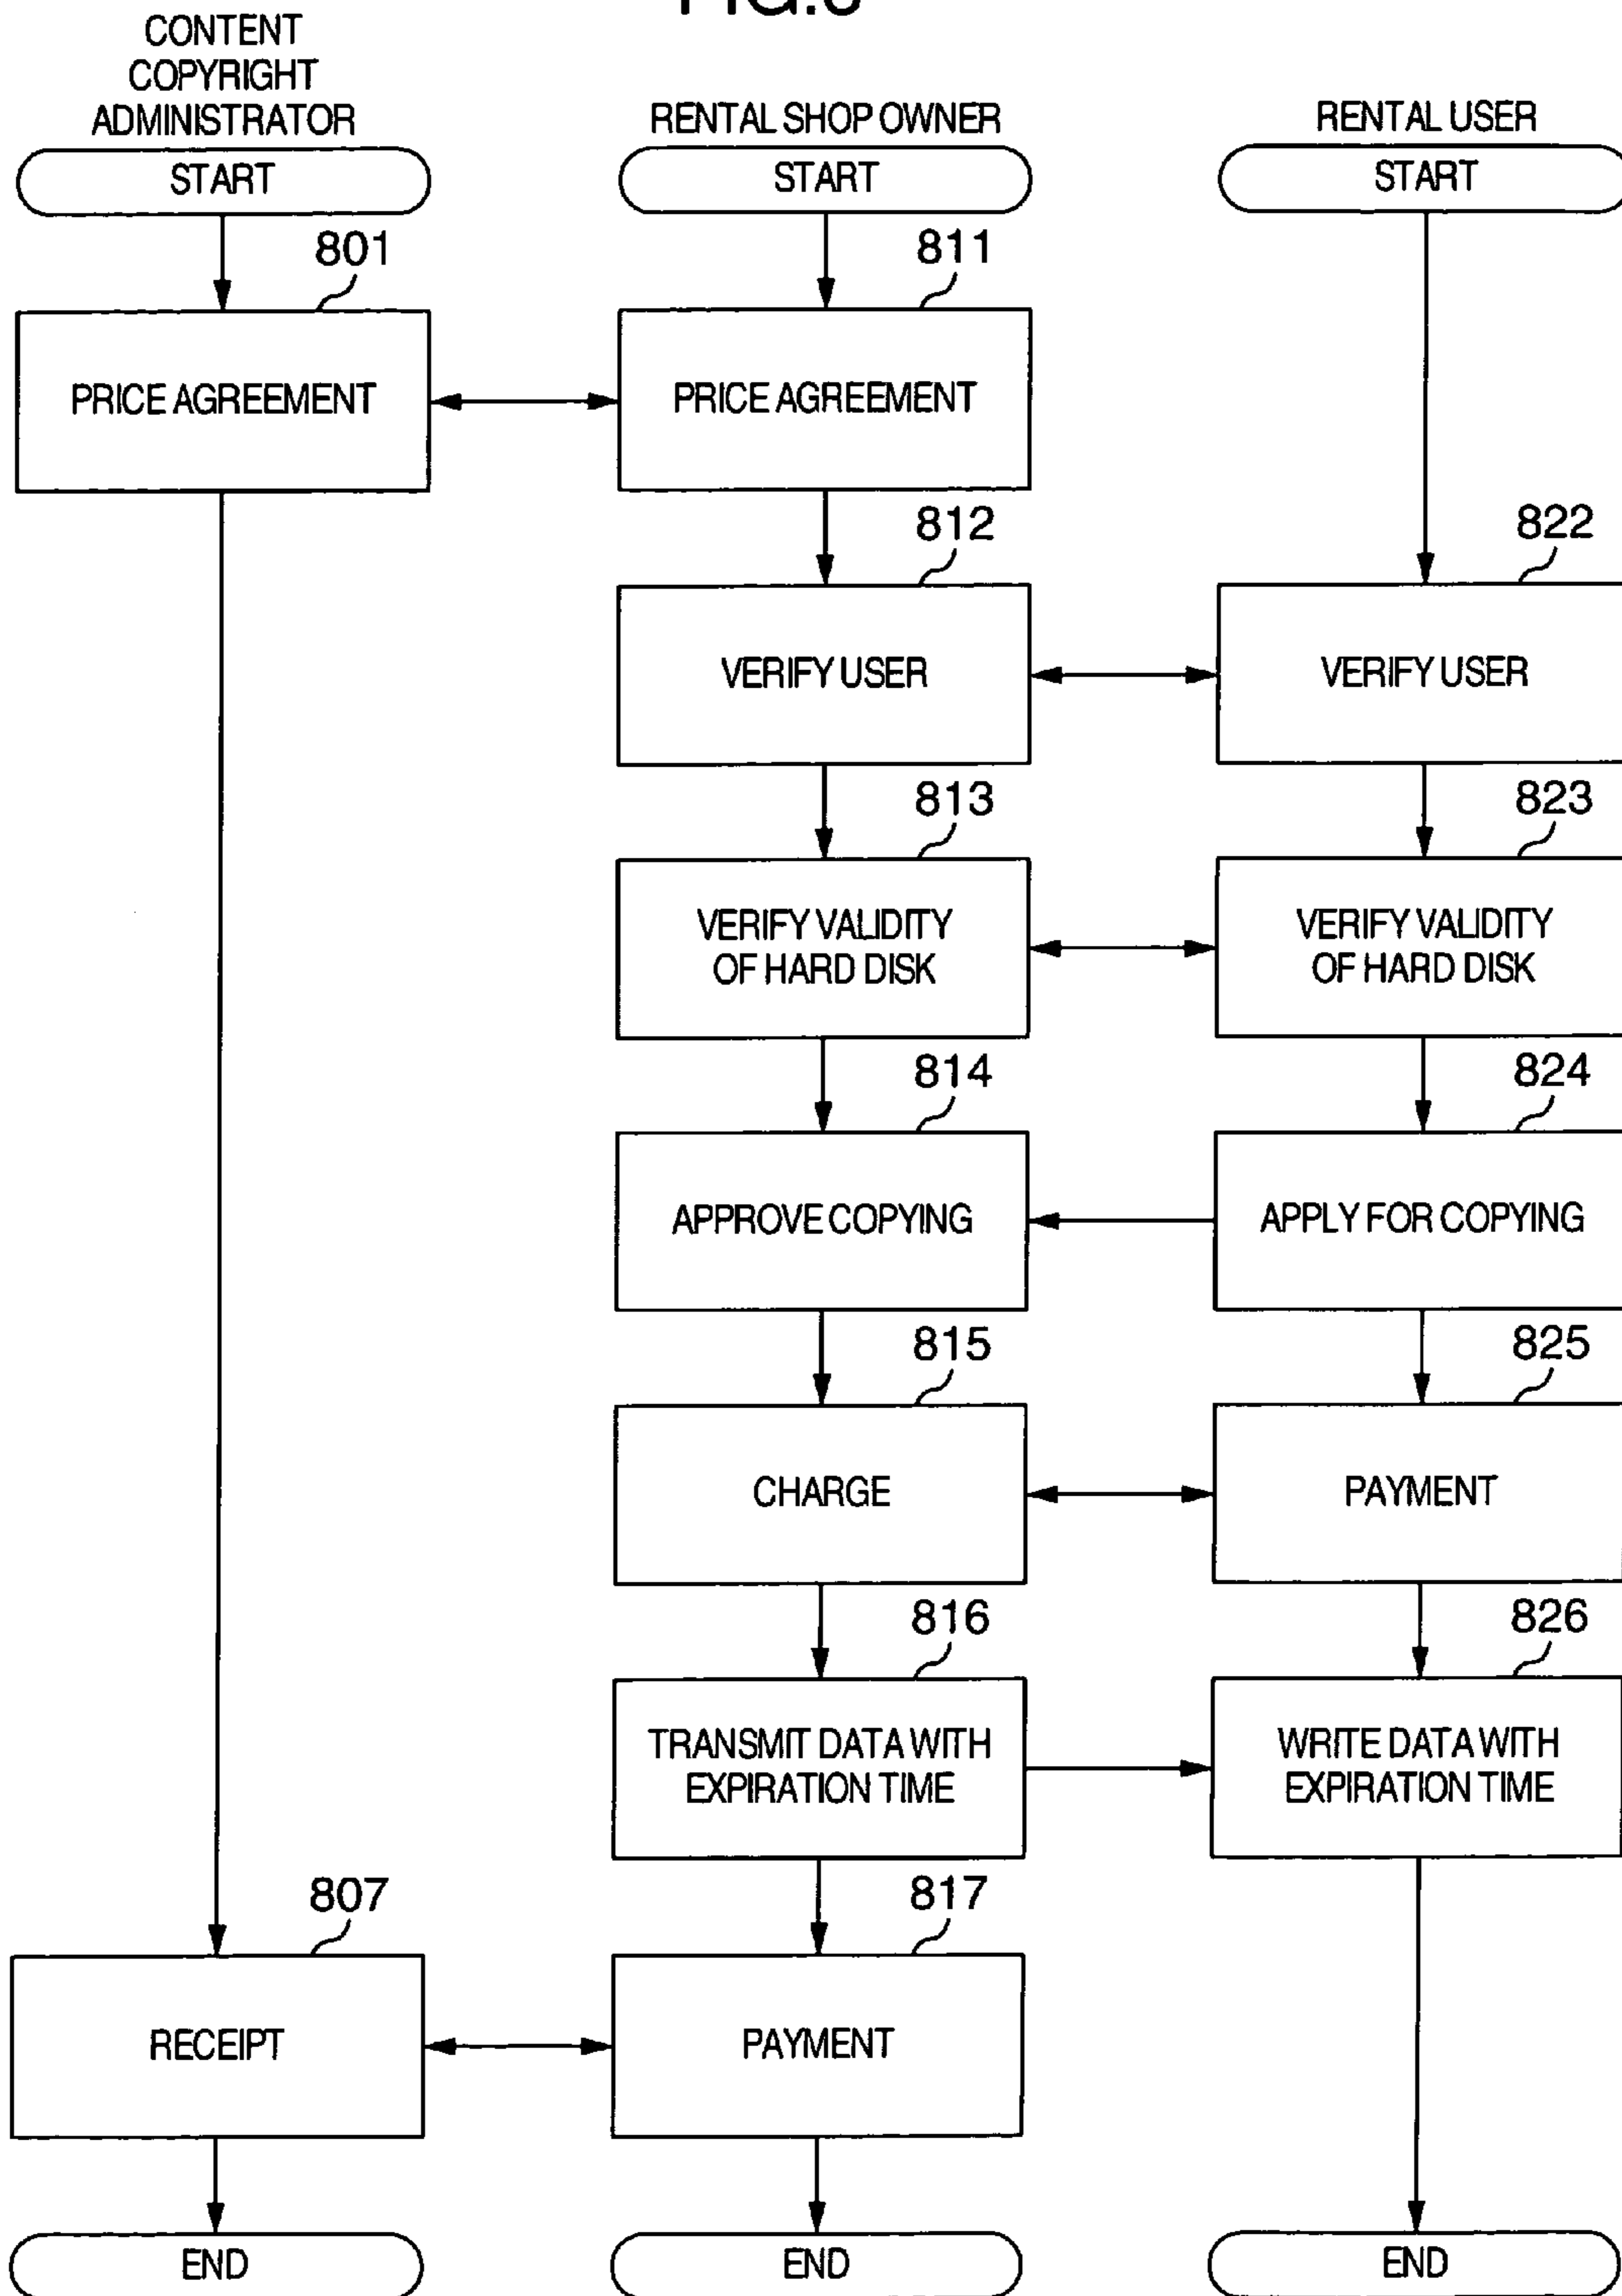 CONTENT
COPYRIGHT
ADMINISTRATOR
RENTAL SHOP OWNER
RENTAL USER
START
START
START
801
811
PRICE AGREEMENT
PRICE AGREEMENT
812
822
VERIFY USER
VERIFY USER
813
823
VERIFY VALIDITY
OF HARD DISK
VERIFY VALIDITY
OF HARD DISK
814
824
APPROVE COPYING
APPLY FOR COPYING
815
825
CHARGE
PAYMENT
816
826
TRANSMIT DATA WITH
EXPIRATION TIME
WRITE DATA WITH
EXPIRATION TIME
807
817
RECEIPT
PAYMENT
END
END
END